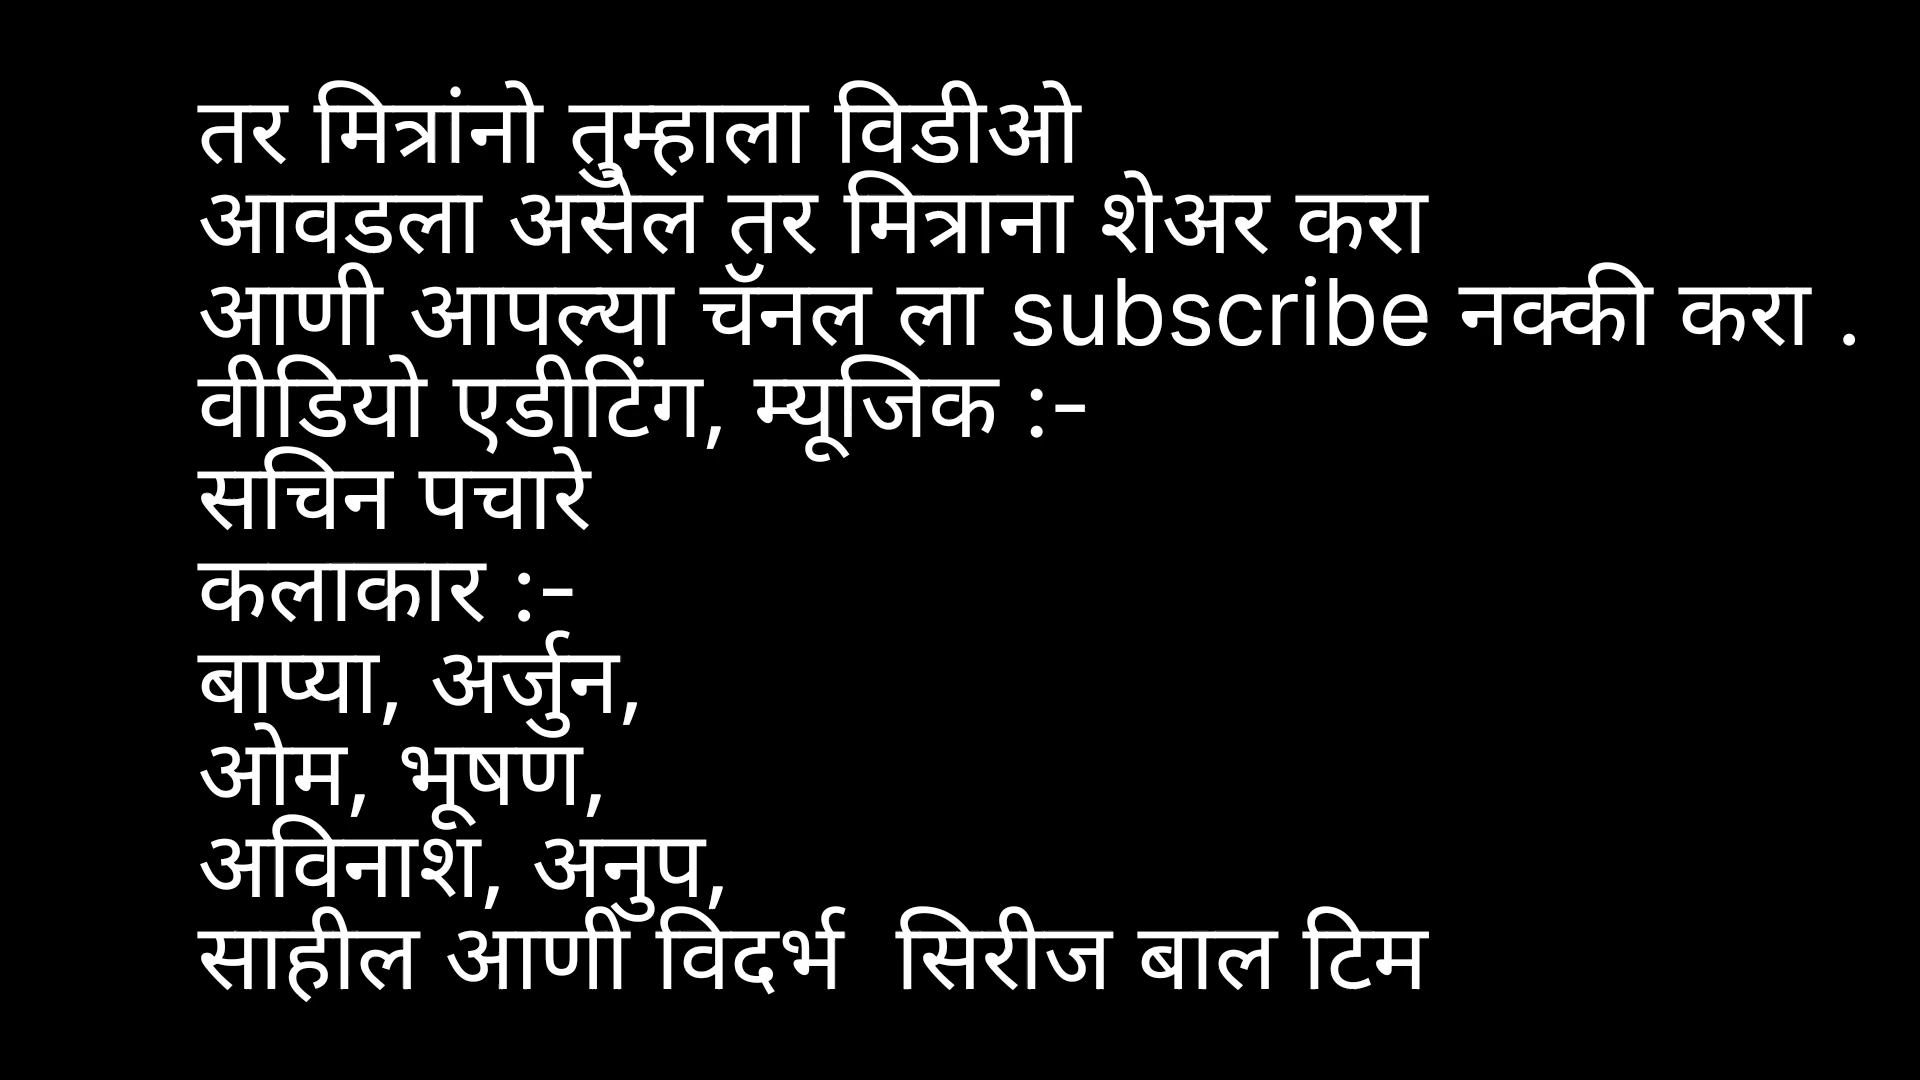 तर मित्रांनो तुम्हाला विडीओ
आवडला असेल तर मित्राना शेअर करा
आणी आपल्या चॅनल ला subscribe नक्की करा .
वीडियो एडीटिंग, म्यूजिक :-
सचिन पचारे
कलाकार :-
बाप्या, अर्जुन,
ओम, भूषण,
अविनाश, अनुप,
साहील आणी विदर्भ  सिरीज बाल टिम